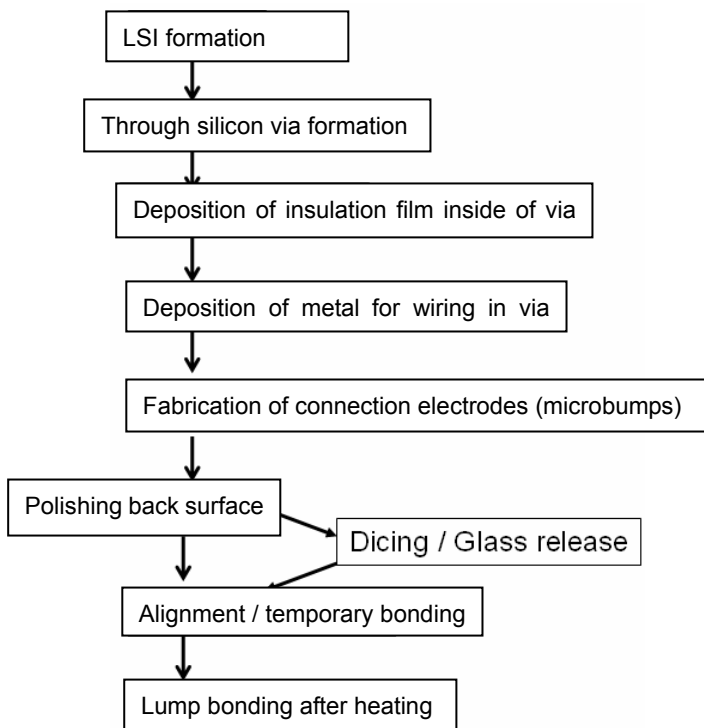 LSI formation
Through silicon via formation
Deposition of insulation film inside of via
Deposition of metal for wiring in via
Fabrication of connection electrodes (microbumps)
Polishing back surface
Dicing / Glass release
Alignment / temporary bonding
Lump bonding after heating